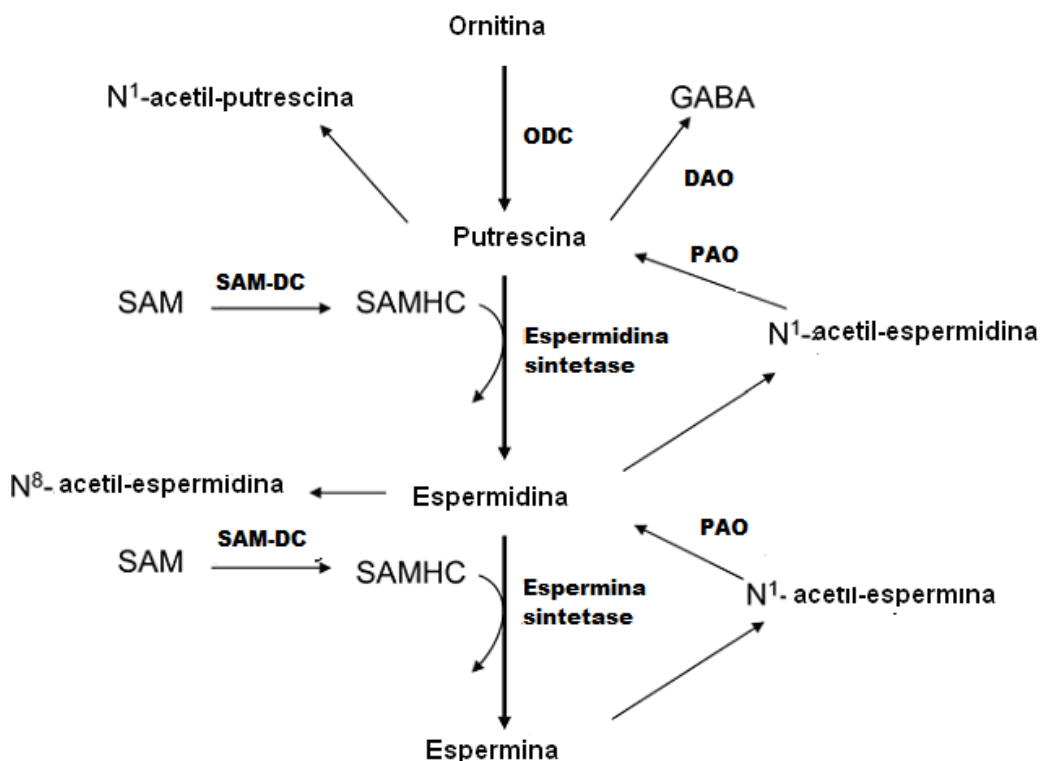 Ornitina
N¹-acetil-putrescina
GABA
ODC
DAO
Putrescina
PAO
SAM
SAM-DC
SAMHC
Espermidina
sintetase
N¹-acetil-espermidina
N⁸- acetil-espermidina
Espermidina
PAO
SAM
SAM-DC
SAMHC
Espermina
sintetase
N¹- acetil-espermina
Espermina